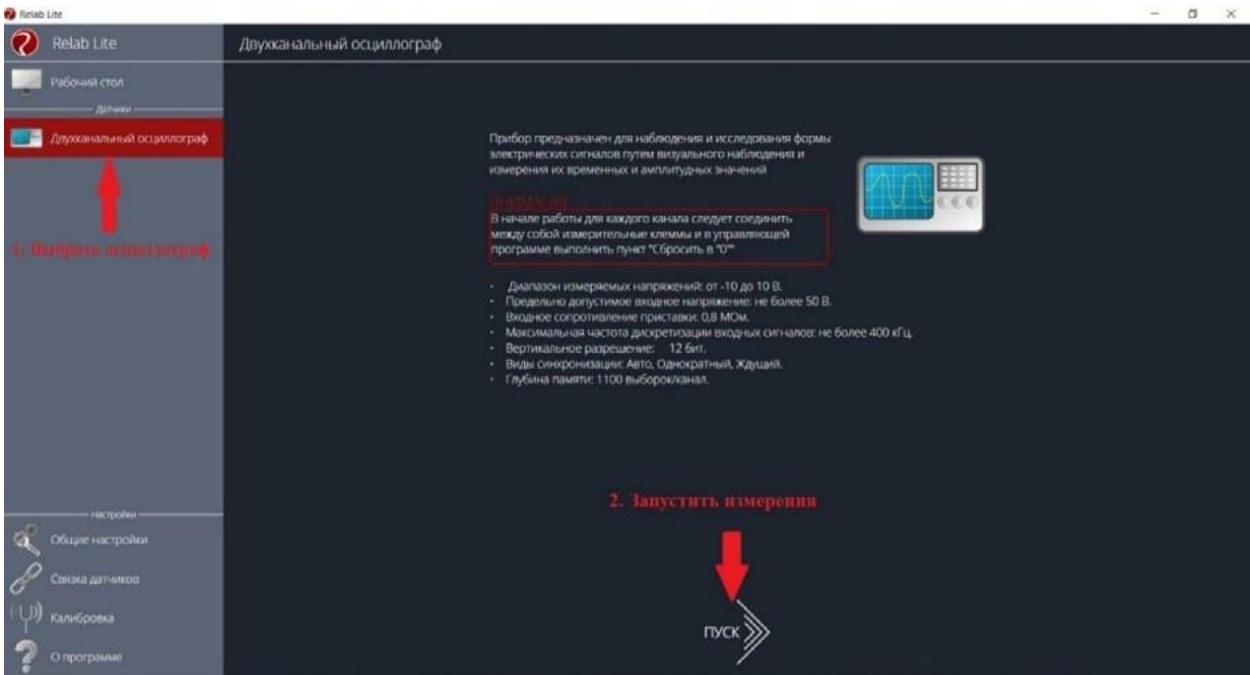 Relab Lite
Relab Lite
Двухканальный осциллограф
Рабочий стол
Датчики
Двухканальный осциллограф
1. Выбрать осциллограф
Прибор предназначен для наблюдения и исследования формы
электрических сигналов путем визуального наблюдения и
измерения их временных и амплитудных значений
ВНИМАНИЕ
В начале работы для каждого канала следует соединить
между собой измерительные клеммы и в управляющей
программе выполнить пункт "Сбросить в "0""
• Диапазон измеряемых напряжений: от -10 до 10 В.
• Предельно допустимое входное напряжение: не более 50 В.
• Входное сопротивление приставки: 0,8 МОм.
• Максимальная частота дискретизации входных сигналов: не более 400 кГц.
• Вертикальное разрешение: 12 бит.
• Виды синхронизации: Авто, Однократный, Ждущий.
• Глубина памяти: 1100 выборок/канал.
2. Запустить измерения
ПУСК
Настройки
Общие настройки
Связка датчиков
Калибровка
О программе